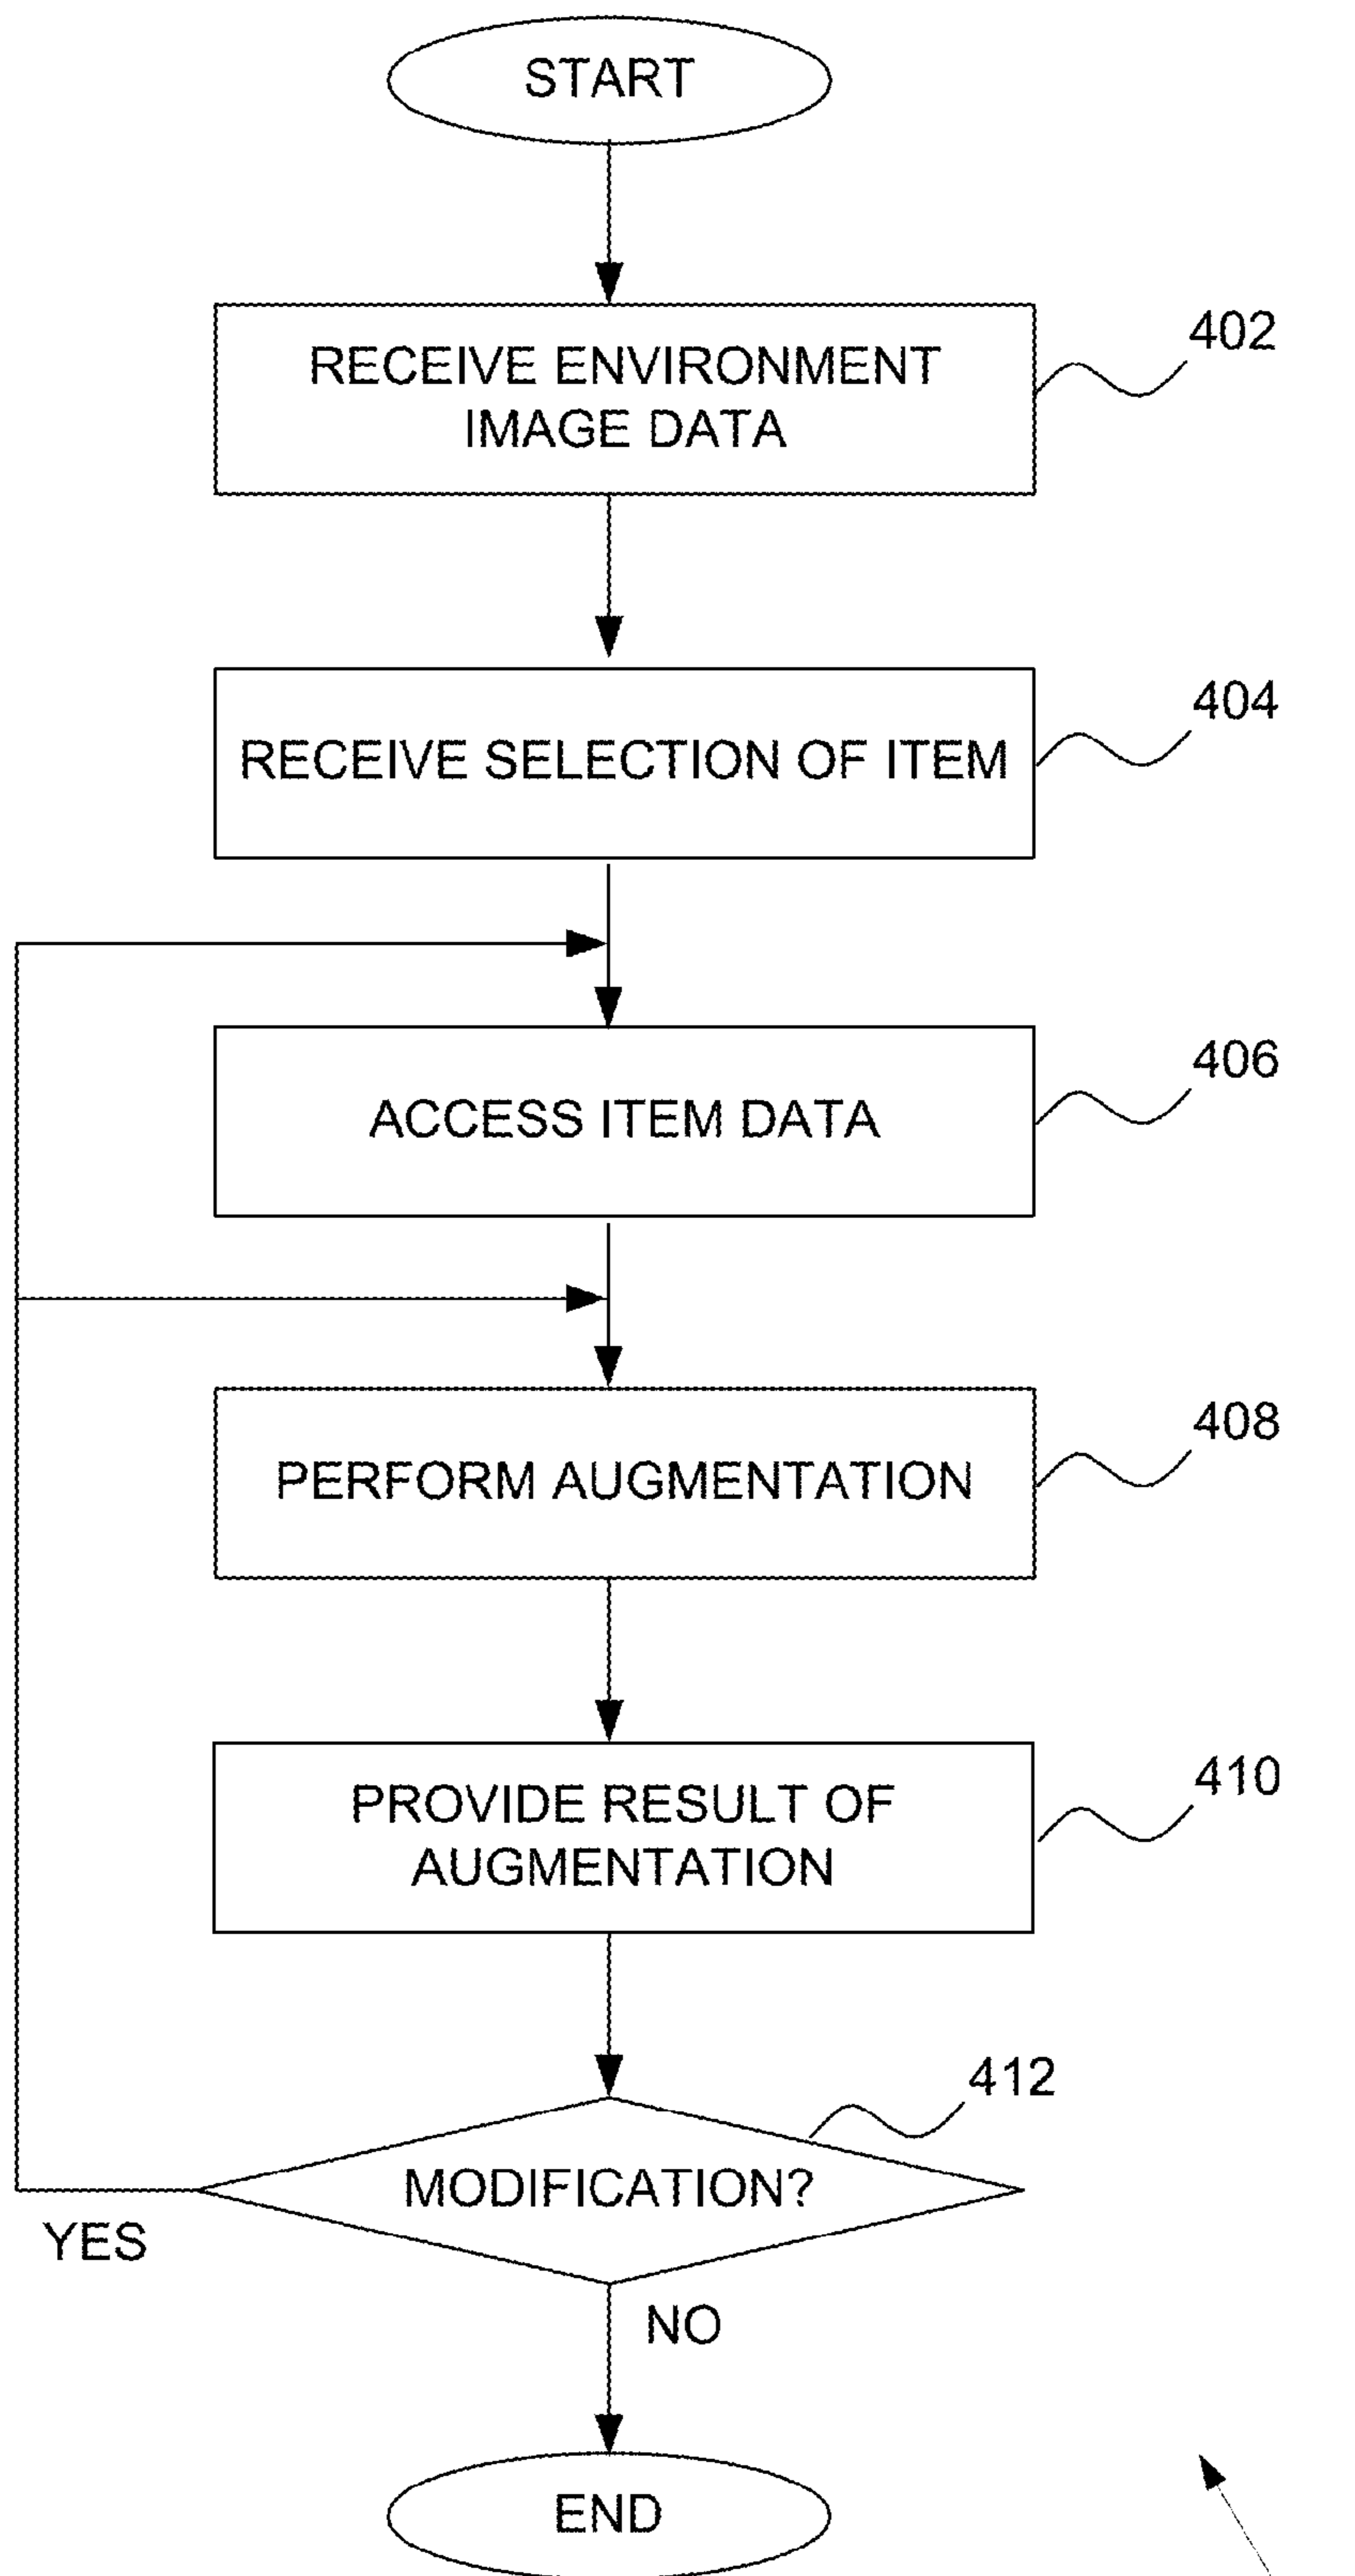 START
RECEIVE ENVIRONMENT
IMAGE DATA
402
RECEIVE SELECTION OF ITEM
404
ACCESS ITEM DATA
406
PERFORM AUGMENTATION
408
PROVIDE RESULT OF
AUGMENTATION
410
MODIFICATION?
412
YES
NO
END